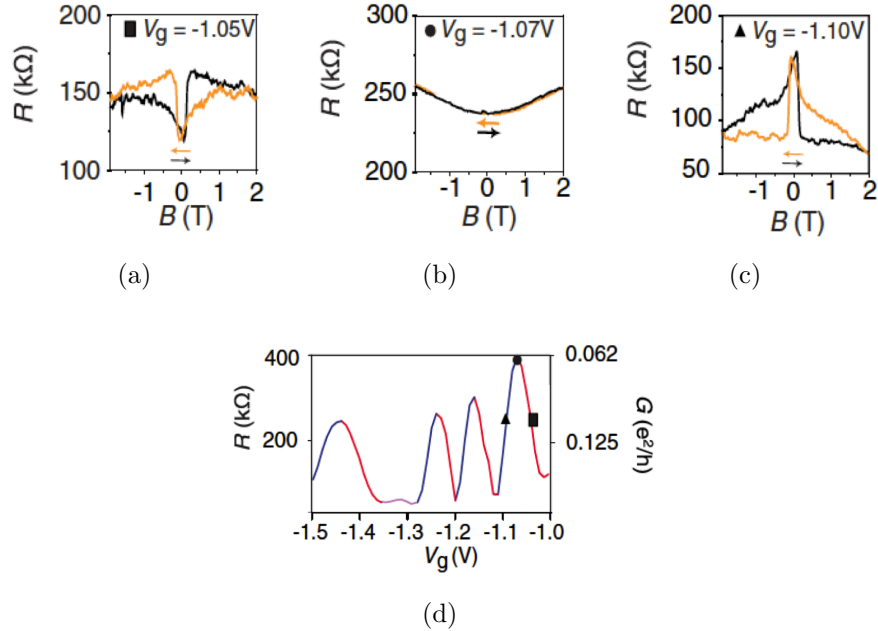 ■ Vg = -1.05V
200
150
100
R (kΩ)
-1 0 1 2
B (T)
(a)
● Vg = -1.07V
300
250
200
R (kΩ)
-1 0 1 2
B (T)
(b)
▲ Vg = -1.10V
200
150
100
50
R (kΩ)
-1 0 1 2
B (T)
(c)
400
200
R (kΩ)
0.062
0.125
G (e²/h)
-1.5 -1.4 -1.3 -1.2 -1.1 -1.0
Vg (V)
(d)